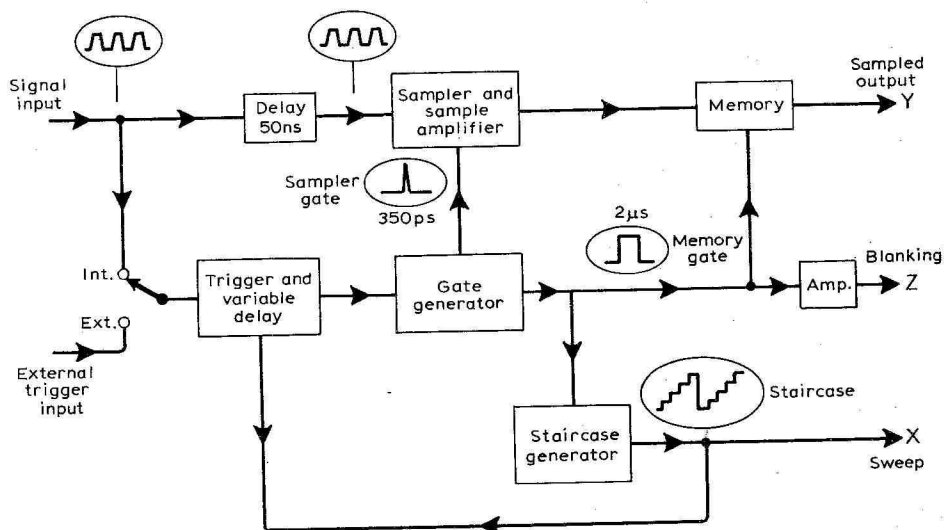 Signal
input
Delay
50ns
Sampler and
sample
amplifier
Memory
Sampled
output
Y
Sampler
gate
350ps
2μs
Memory
gate
Int.
Ext.
External
trigger
input
Trigger and
variable
delay
Gate
generator
Amp.
Blanking
Z
Staircase
Staircase
generator
X
Sweep